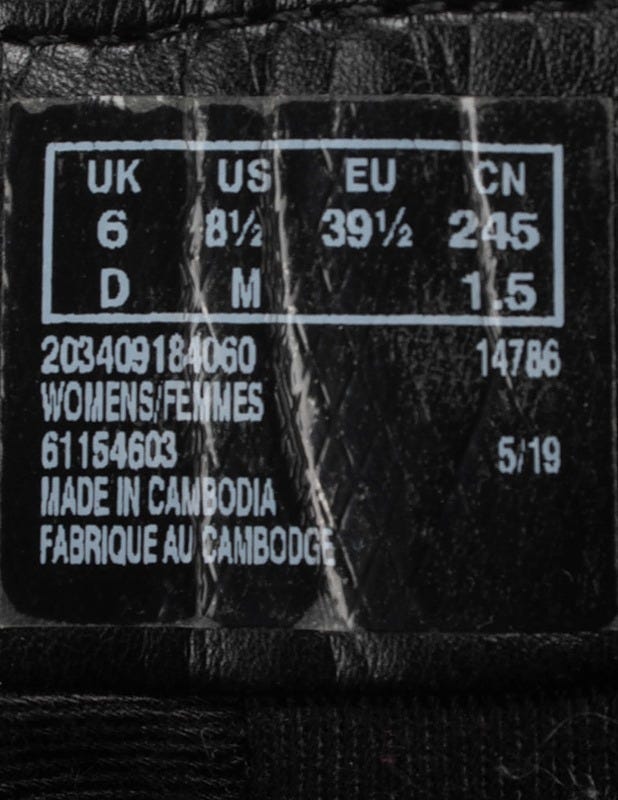 UK US EU CN
6 8½ 39½ 245
D M 1.5
203409184060 14786
WOMENS/FEMMES
61154603 5/19
MADE IN CAMBODIA
FABRIQUE AU CAMBODGE